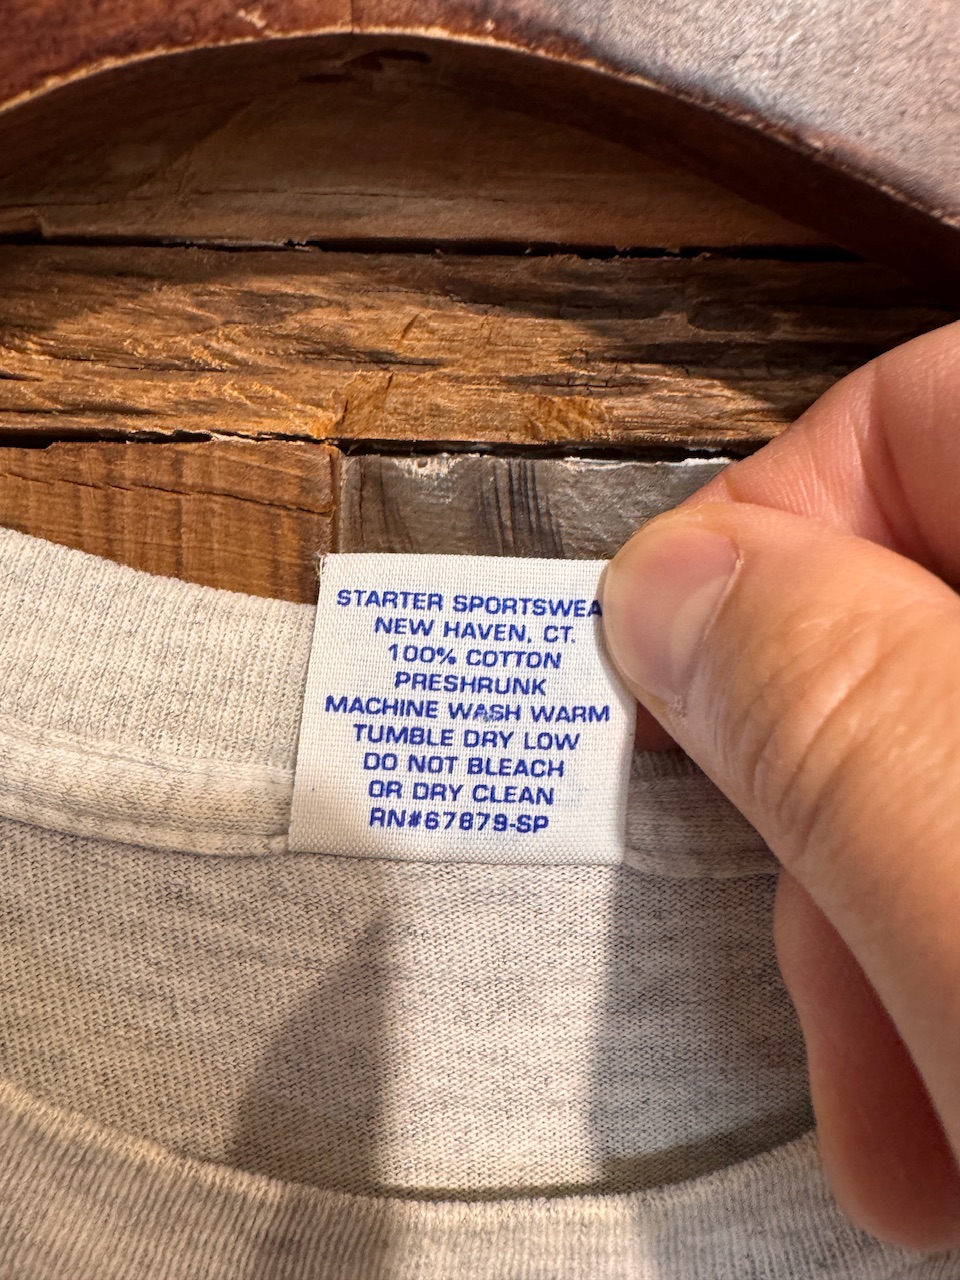 STARTER SPORTSWEA
NEW HAVEN, CT.
100% COTTON
PRESHRUNK
MACHINE WASH WARM
TUMBLE DRY LOW
DO NOT BLEACH
OR DRY CLEAN
RN#67879-SP